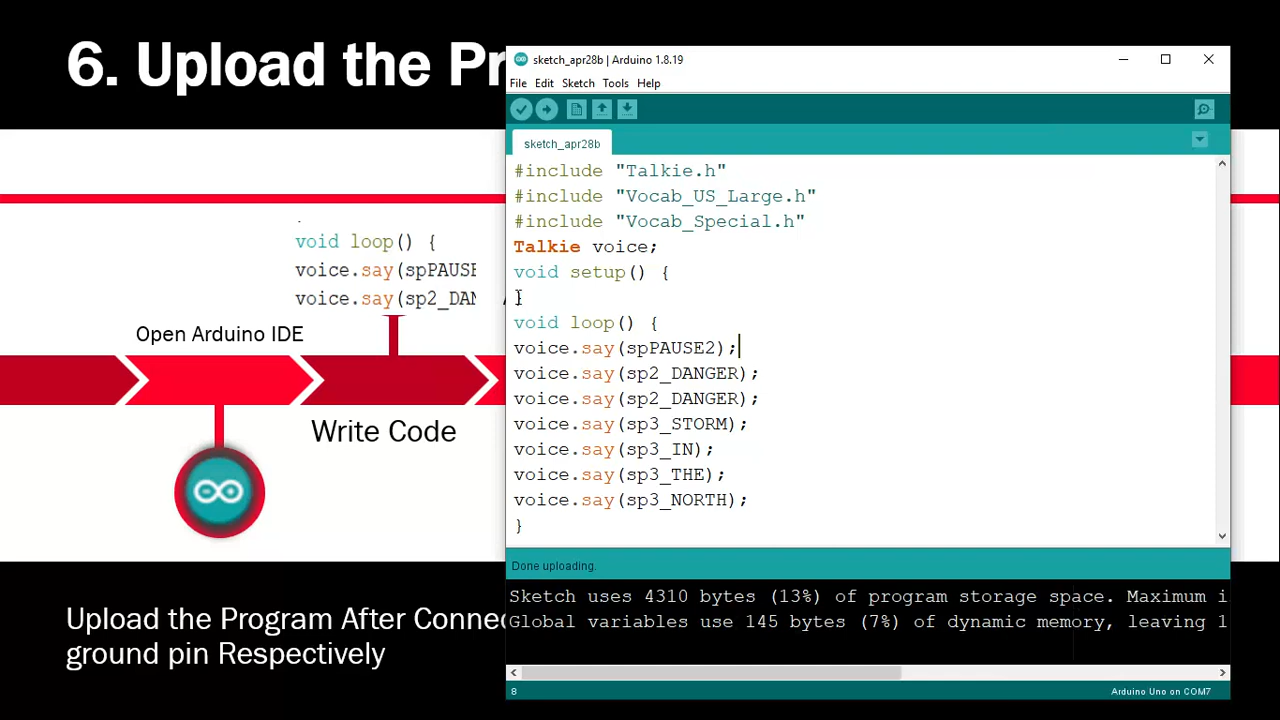 6. Upload the Pr
void loop() {
voice.say(spPAUSE
voice.say(sp2_DAN
Open Arduino IDE
Write Code
Upload the Program After Connec
ground pin Respectively
sketch_apr28b | Arduino 1.8.19
File Edit Sketch Tools Help
sketch_apr28b
#include "Talkie.h"
#include "Vocab_US_Large.h"
#include "Vocab_Special.h"
Talkie voice;
void setup() {
}
void loop() {
voice.say(spPAUSE2);
voice.say(sp2_DANGER);
voice.say(sp2_DANGER);
voice.say(sp3_STORM);
voice.say(sp3_IN);
voice.say(sp3_THE);
voice.say(sp3_NORTH);
}
Done uploading.
Sketch uses 4310 bytes (13%) of program storage space. Maximum i
Global variables use 145 bytes (7%) of dynamic memory, leaving 1
8
Arduino Uno on COM7